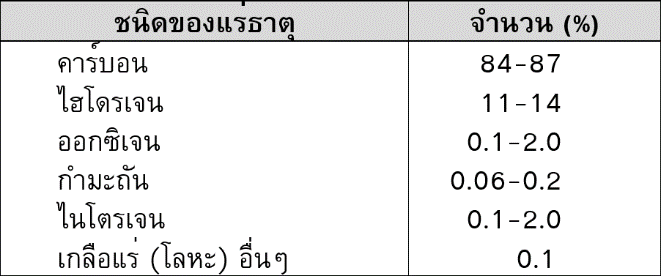 ชนิดของแร่ธาตุ จำนวน (%)
คาร์บอน 84-87
ไฮโดรเจน 11-14
ออกซิเจน 0.1-2.0
กำมะถัน 0.06-0.2
ไนโตรเจน 0.1-2.0
เกลือแร่ (โลหะ) อื่นๆ 0.1